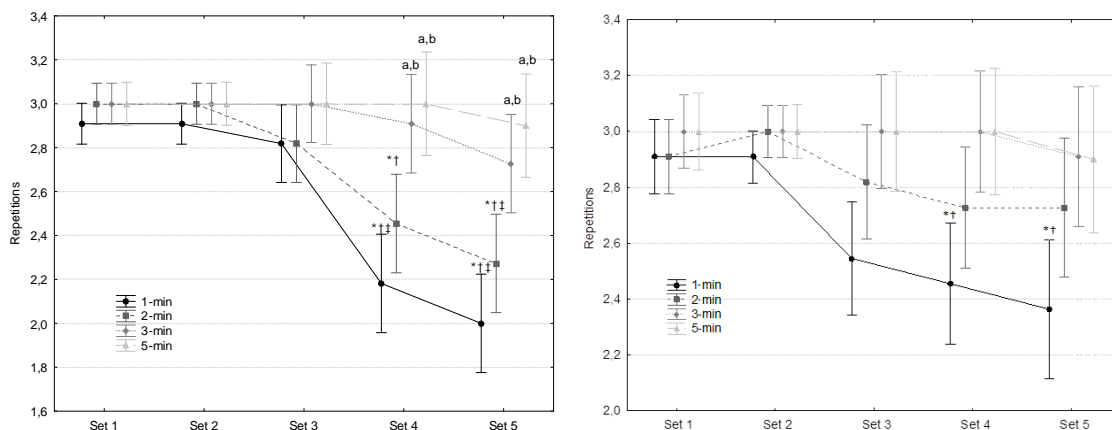 3,4
3,2
3,0
2,8
2,6
2,4
2,2
2,0
1,8
1,6
Repetitions
a,b
a,b
a,b
a,b
*†
*†‡
*†‡
*†‡
1-min
2-min
3-min
5-min
Set 1 Set 2 Set 3 Set 4 Set 5
3,4
3,2
3,0
2,8
2,6
2,4
2,2
2,0
Repetitions
*†
*†
1-min
2-min
3-min
5-min
Set 1 Set 2 Set 3 Set 4 Set 5